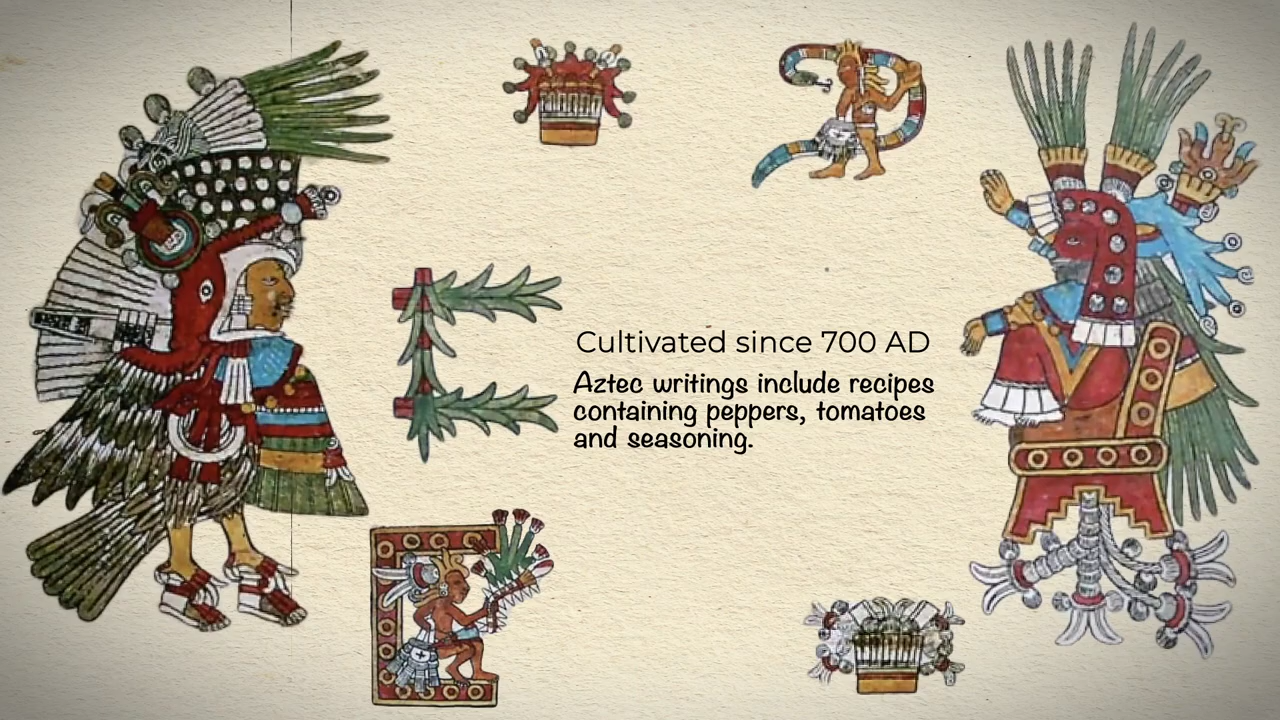 Cultivated since 700 AD
Aztec writings include recipes
containing peppers, tomatoes
and seasoning.